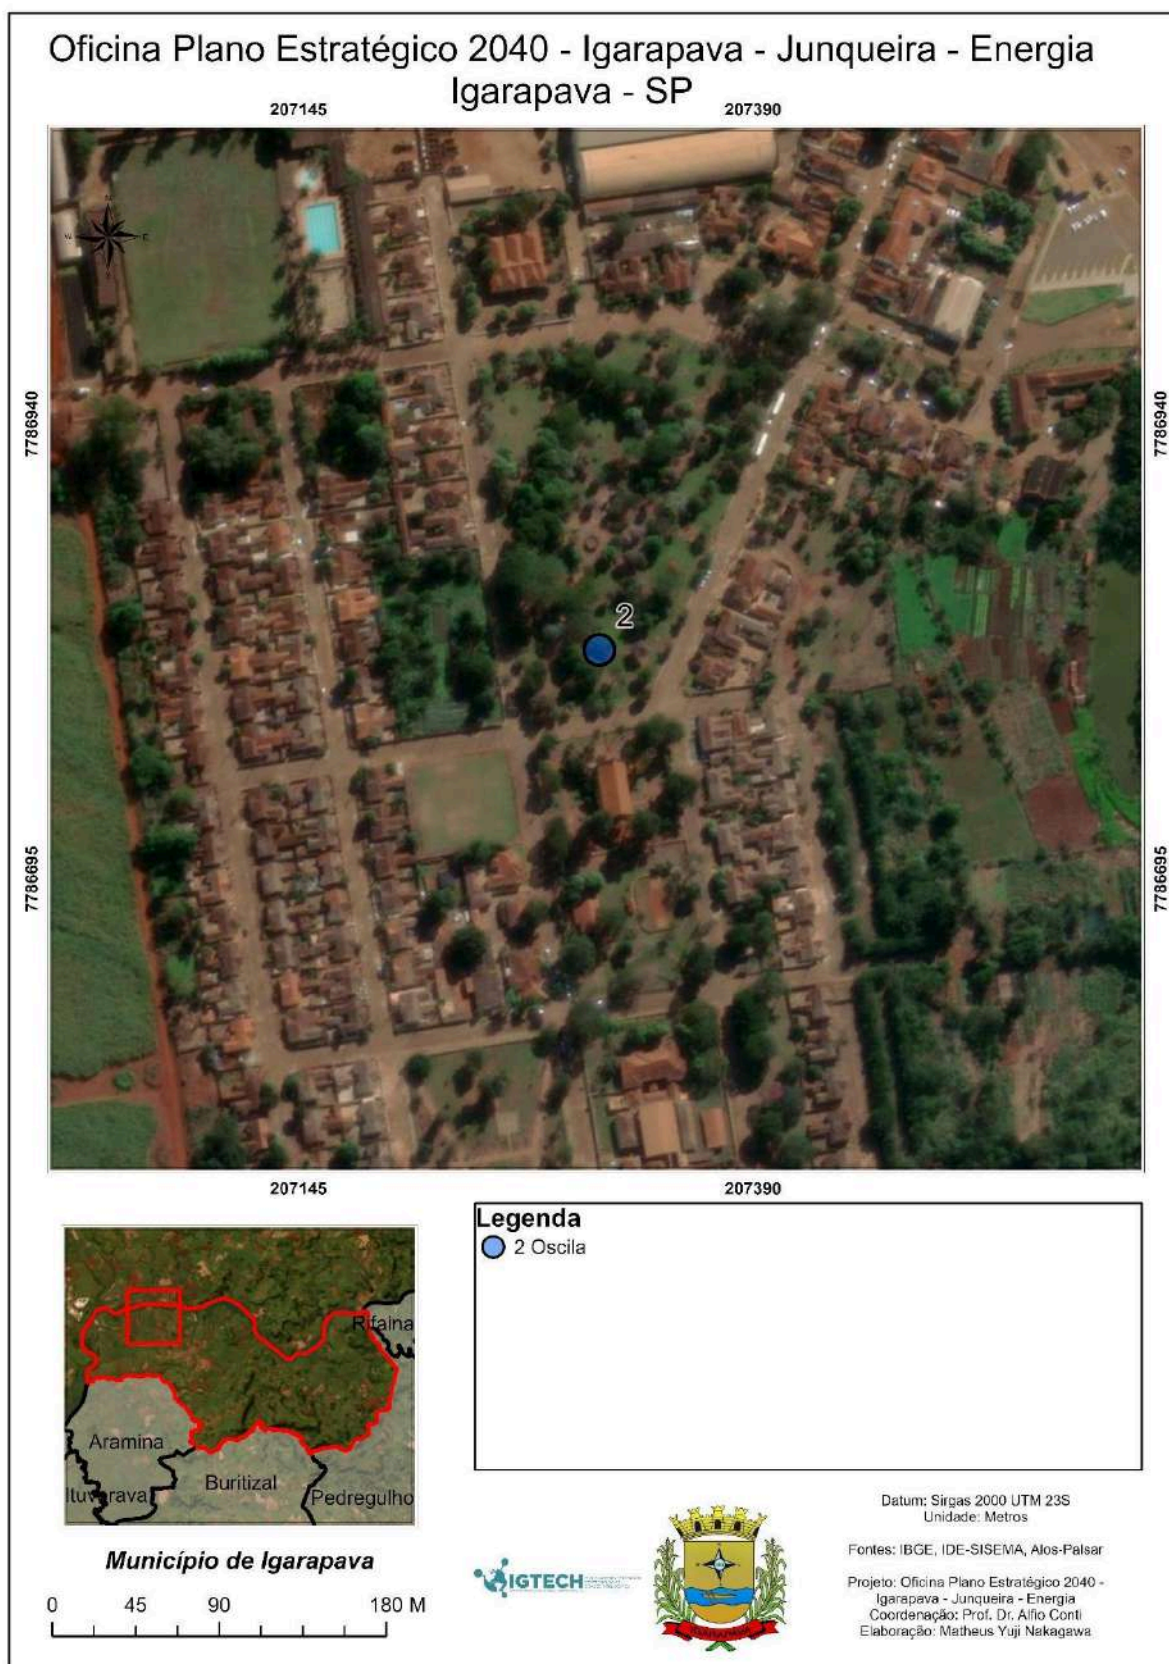 Oficina Plano Estratégico 2040 - Igarapava - Junqueira - Energia
Igarapava - SP
207145 207390
N
W E
7786940 7786940
2
7786695 7786695
207145 207390
Legenda
2 Oscila
Rifaina
Aramina
Buritizal
Ituverava
Pedregulho
Município de Igarapava
0 45 90 180 M
IGTECH
IGARAPAVA
Datum: Sirgas 2000 UTM 23S
Unidade: Metros
Fontes: IBGE, IDE-SISEMA, Alos-Palsar
Projeto: Oficina Plano Estratégico 2040 -
Igarapava - Junqueira - Energia
Coordenação: Prof. Dr. Alfio Conti
Elaboração: Matheus Yuji Nakagawa